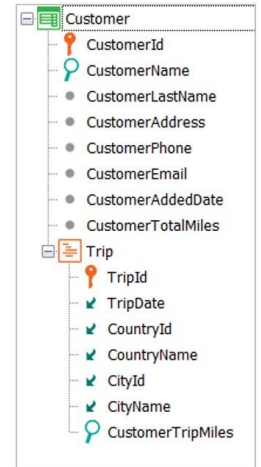 Customer
CustomerId
CustomerName
CustomerLastName
CustomerAddress
CustomerPhone
CustomerEmail
CustomerAddedDate
CustomerTotalMiles
Trip
TripId
TripDate
CountryId
CountryName
CityId
CityName
CustomerTripMiles